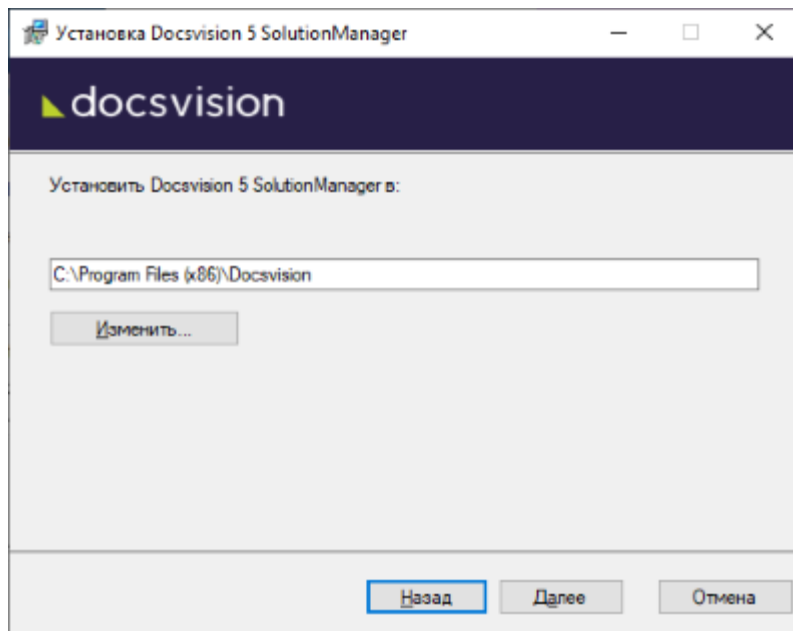 Установка Docsvision 5 SolutionManager
docsvision
Установить Docsvision 5 SolutionManager в:
C:\Program Files (x86)\Docsvision
Изменить...
Назад Далее Отмена